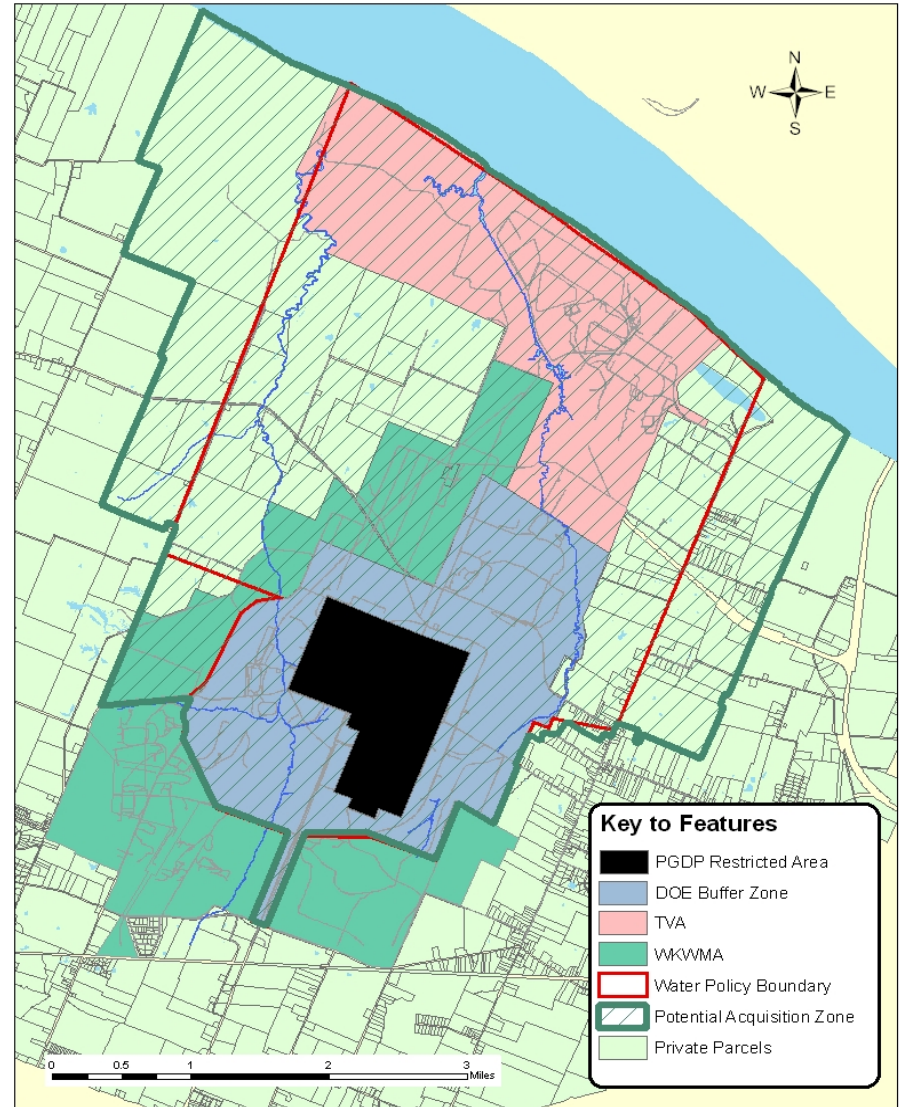 N
W E
S
Key to Features
PGDP Restricted Area
DOE Buffer Zone
TVA
WKWMA
Water Policy Boundary
Potential Acquisition Zone
Private Parcels
0 0.5 1 2 3
Miles